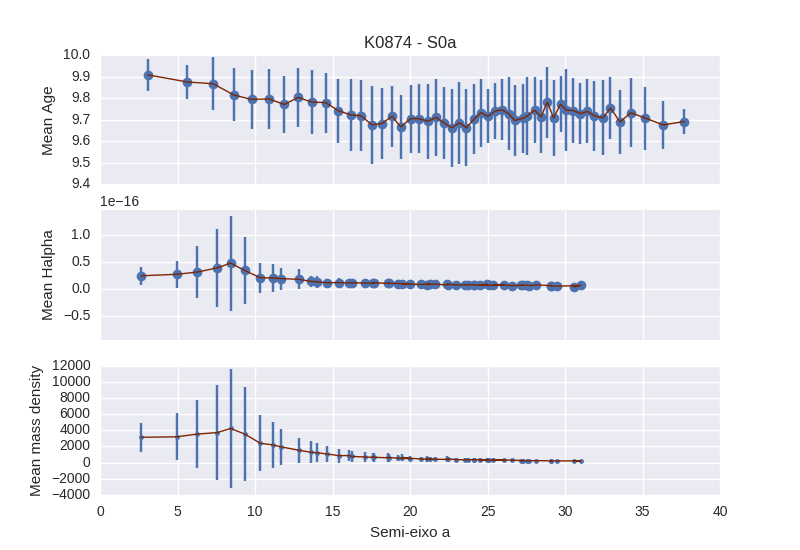 K0874 - S0a
10.0
9.9
9.8
9.7
9.6
9.5
9.4
Mean Age
1e−16
1.0
0.5
0.0
−0.5
Mean Halpha
12000
10000
8000
6000
4000
2000
0
−2000
−4000
Mean mass density
0 5 10 15 20 25 30 35 40
Semi-eixo a